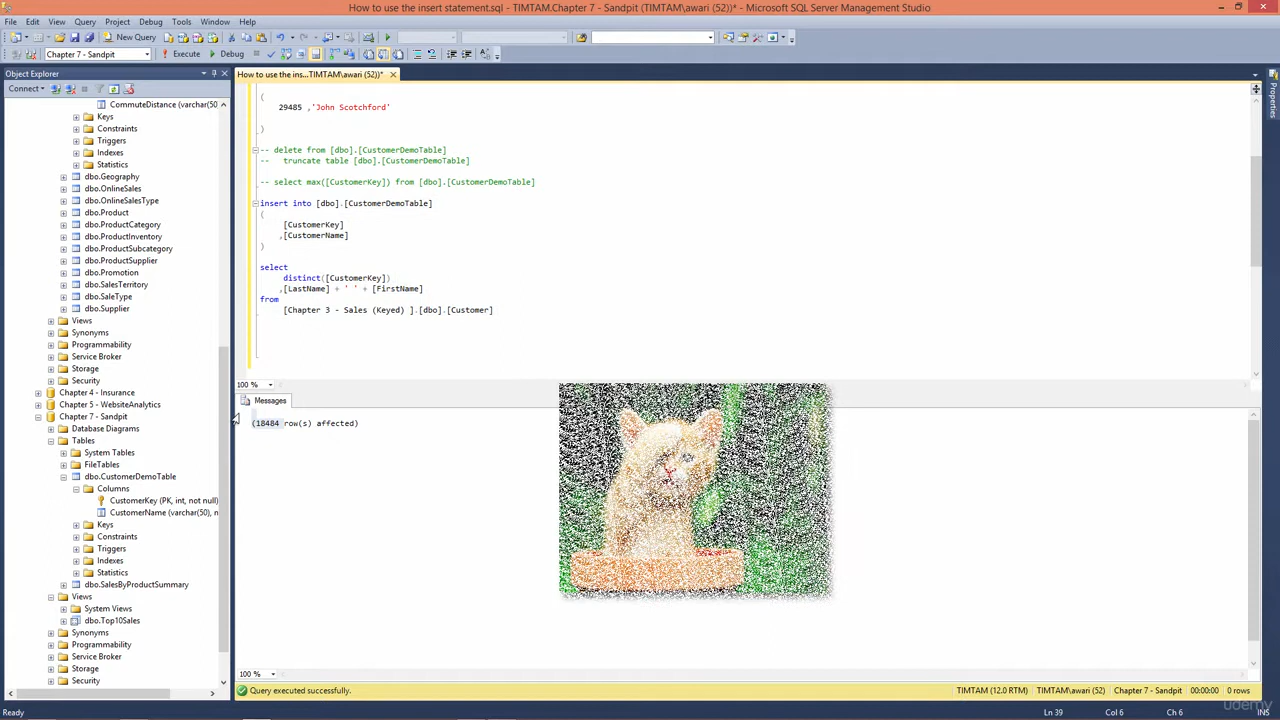 How to use the insert statement.sql - TIMTAM.Chapter 7 - Sandpit (TIMTAM\awari (52))* - Microsoft SQL Server Management Studio
File Edit View Query Project Debug Tools Window Help
New Query
Chapter 7 - Sandpit Execute Debug
Object Explorer
How to use the ins...TIMTAM\awari (52))*
Connect
Properties
CommuteDistance (varchar(50
Keys
Constraints
Triggers
Indexes
Statistics
dbo.Geography
dbo.OnlineSales
dbo.OnlineSalesType
dbo.Product
dbo.ProductCategory
dbo.ProductInventory
dbo.ProductSubcategory
dbo.ProductSupplier
dbo.Promotion
dbo.SalesTerritory
dbo.SaleType
dbo.Supplier
Views
Synonyms
Programmability
Service Broker
Storage
Security
Chapter 4 - Insurance
Chapter 5 - WebsiteAnalytics
Chapter 7 - Sandpit
Database Diagrams
Tables
System Tables
FileTables
dbo.CustomerDemoTable
Columns
CustomerKey (PK, int, not null)
CustomerName (varchar(50), n
Keys
Constraints
Triggers
Indexes
Statistics
dbo.SalesByProductSummary
Views
System Views
dbo.Top10Sales
Synonyms
Programmability
Service Broker
Storage
Security
(
29485 ,'John Scotchford'
)
-- delete from [dbo].[CustomerDemoTable]
-- truncate table [dbo].[CustomerDemoTable]
-- select max([CustomerKey]) from [dbo].[CustomerDemoTable]
insert into [dbo].[CustomerDemoTable]
(
[CustomerKey]
,[CustomerName]
)
select
distinct([CustomerKey])
,[LastName] + ' ' + [FirstName]
from
[Chapter 3 - Sales (Keyed) ].[dbo].[Customer]
100 %
Messages
(18484 row(s) affected)
100 %
Query executed successfully. TIMTAM (12.0 RTM) TIMTAM\awari (52) Chapter 7 - Sandpit 00:00:00 0 rows
udemy
Ready Ln 39 Col 6 Ch 6 INS